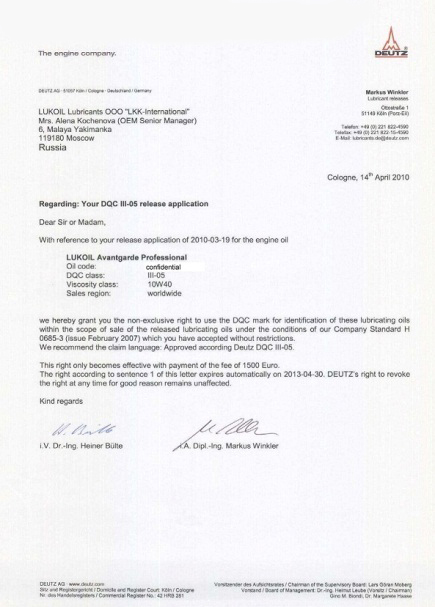 The engine company.
DEUTZ®
DEUTZ AG · 51057 Köln / Cologne · Deutschland / Germany
Markus Winkler
Lubricant releases
Ottostraße 1
51149 Köln (Porz-Eil)
Telefon: +49 (0) 221 822-4590
Telefax: +49 (0) 221 822-15-4590
E-Mail: lubricants.de@deutz.com
LUKOIL Lubricants OOO "LKK-International"
Mrs. Alena Kochenova (OEM Senior Manager)
6, Malaya Yakimanka
119180 Moscow
Russia
Cologne, 14th April 2010
Regarding: Your DQC III-05 release application
Dear Sir or Madam,
With reference to your release application of 2010-03-19 for the engine oil
LUKOIL Avantgarde Professional
Oil code: confidential
DQC class: III-05
Viscosity class: 10W40
Sales region: worldwide
we hereby grant you the non-exclusive right to use the DQC mark for identification of these lubricating oils
within the scope of sale of the released lubricating oils under the conditions of our Company Standard H
0685-3 (issue February 2007) which you have accepted without restrictions.
We recommend the claim language: Approved according Deutz DQC III-05.
This right only becomes effective with payment of the fee of 1500 Euro.
The right according to sentence 1 of this letter expires automatically on 2013-04-30. DEUTZ's right to revoke
the right at any time for good reason remains unaffected.
Kind regards
i.V. Dr.-Ing. Heiner Bülte
i.A. Dipl.-Ing. Markus Winkler
DEUTZ AG · www.deutz.com
Sitz und Registergericht / Domicile and Register Court: Köln / Cologne
Nr. des Handelsregisters / Commercial Register No.: 42 HRB 281
Vorsitzender des Aufsichtsrates / Chairman of the Supervisory Board: Lars Göran Moberg
Vorstand / Board of Management: Dr.-Ing. Helmut Leube (Vorsitz / Chairman)
Gino M. Biondi, Dr. Margarete Haase